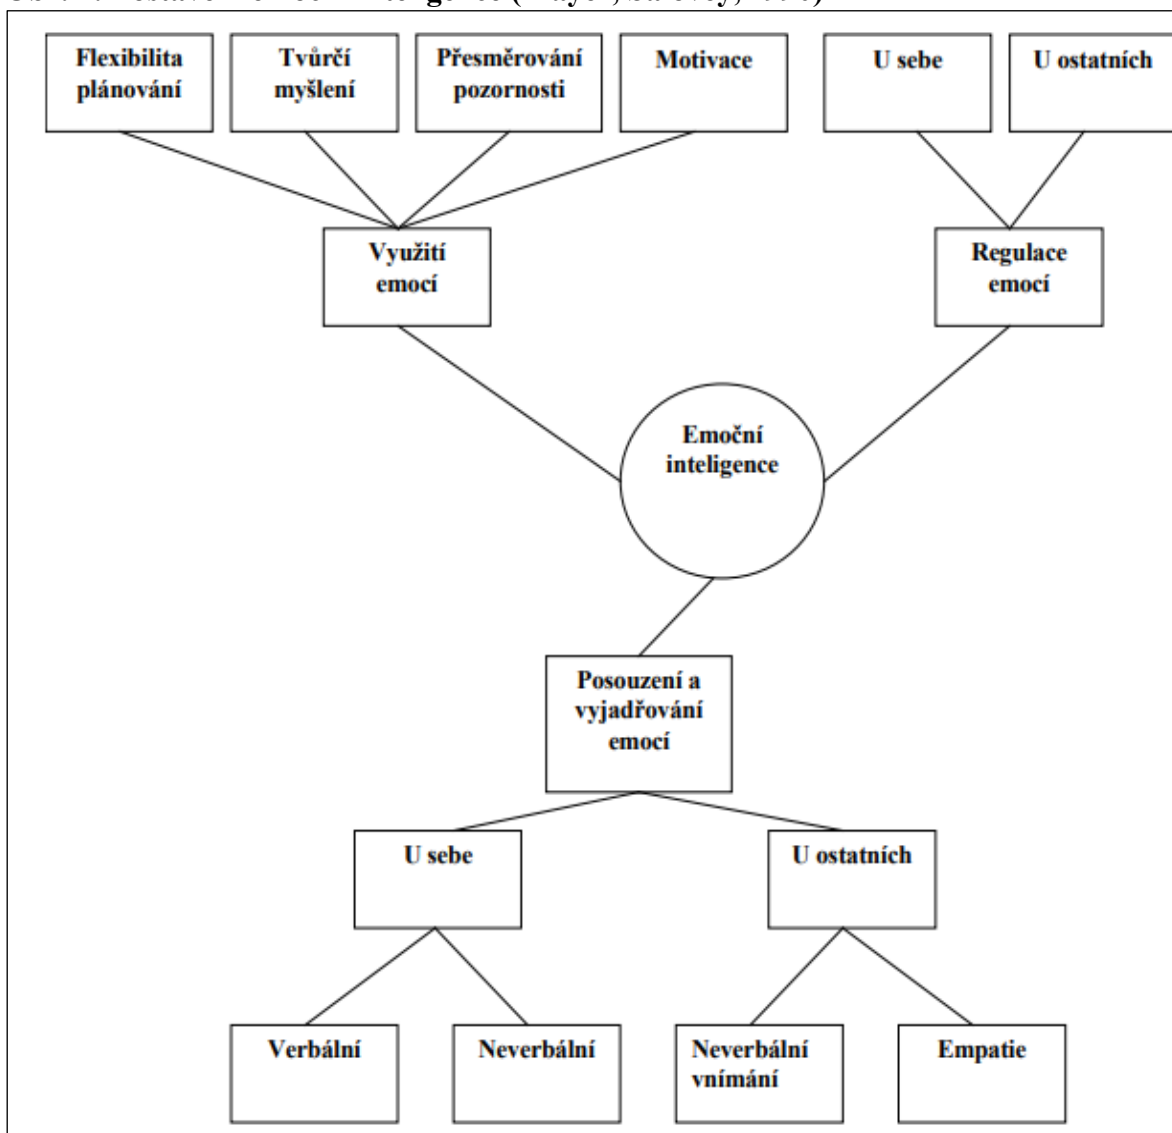 Flexibilita
plánování
Tvůrčí
myšlení
Přesměrování
pozornosti
Motivace
U sebe
U ostatních
Využití
emocí
Regulace
emocí
Emoční
inteligence
Posouzení a
vyjadřování
emocí
U sebe
U ostatních
Verbální
Neverbální
Neverbální
vnímání
Empatie